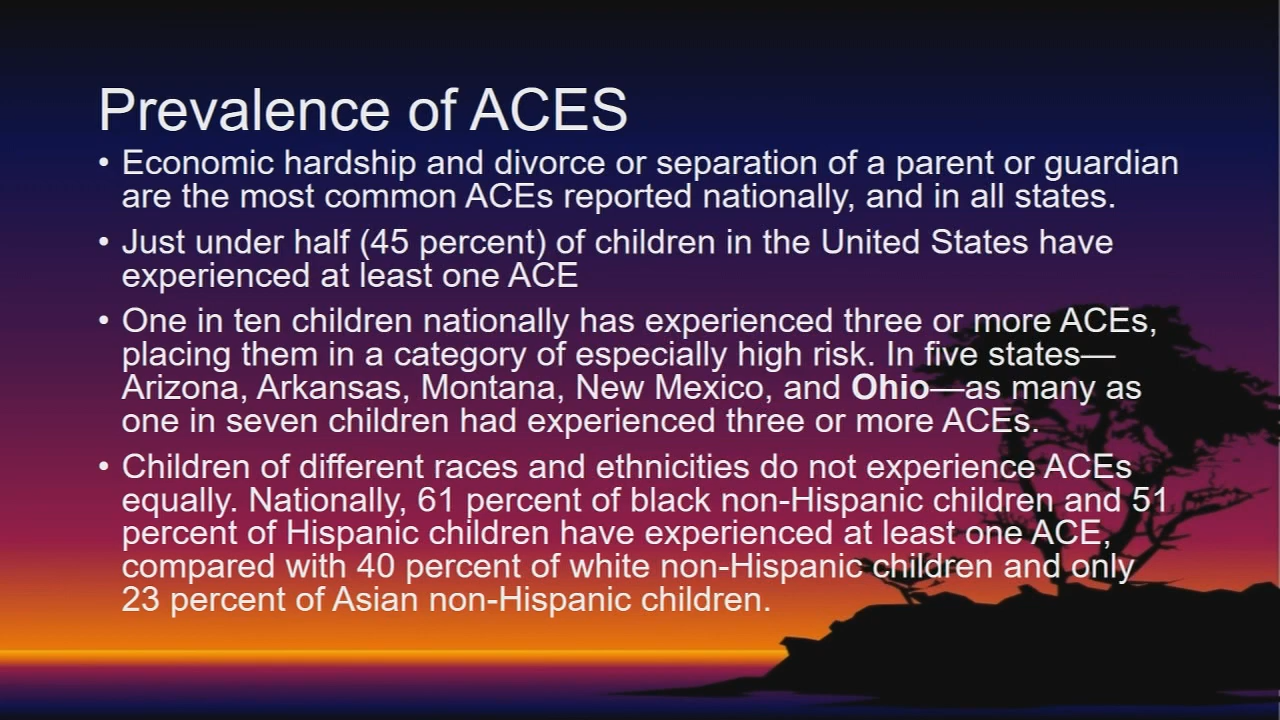 Prevalence of ACES
• Economic hardship and divorce or separation of a parent or guardian
are the most common ACEs reported nationally, and in all states.
• Just under half (45 percent) of children in the United States have
experienced at least one ACE
• One in ten children nationally has experienced three or more ACEs,
placing them in a category of especially high risk. In five states—
Arizona, Arkansas, Montana, New Mexico, and Ohio—as many as
one in seven children had experienced three or more ACEs.
• Children of different races and ethnicities do not experience ACEs
equally. Nationally, 61 percent of black non-Hispanic children and 51
percent of Hispanic children have experienced at least one ACE,
compared with 40 percent of white non-Hispanic children and only
23 percent of Asian non-Hispanic children.